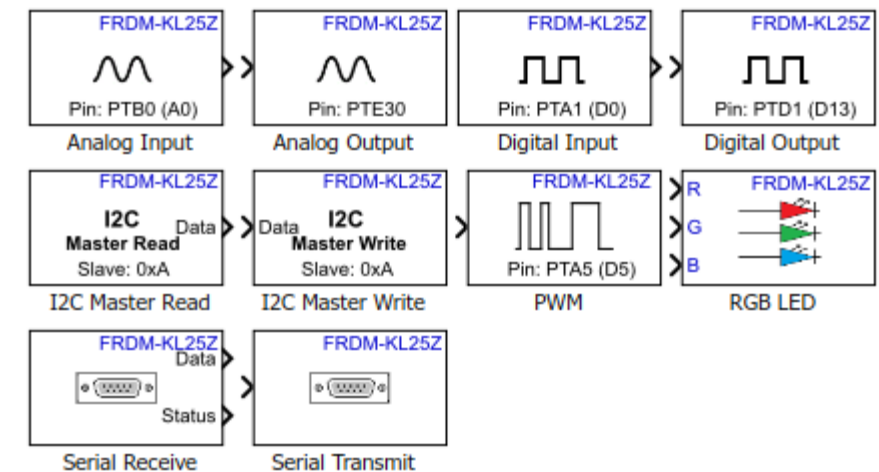 FRDM-KL25Z
Pin: PTB0 (A0)
Analog Input
FRDM-KL25Z
Pin: PTE30
Analog Output
FRDM-KL25Z
Pin: PTA1 (D0)
Digital Input
FRDM-KL25Z
Pin: PTD1 (D13)
Digital Output
FRDM-KL25Z
I2C
Master Read
Data
Slave: 0xA
I2C Master Read
FRDM-KL25Z
Data
I2C
Master Write
Slave: 0xA
I2C Master Write
FRDM-KL25Z
Pin: PTA5 (D5)
PWM
FRDM-KL25Z
R
G
B
RGB LED
FRDM-KL25Z
Data
Status
Serial Receive
FRDM-KL25Z
Serial Transmit